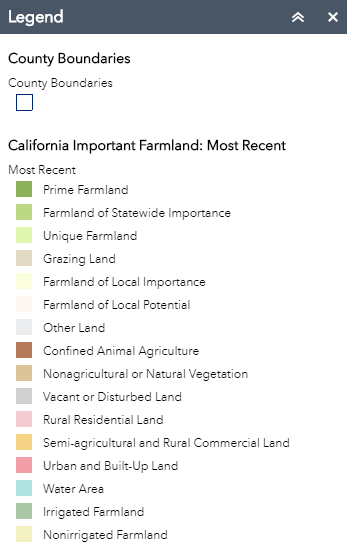 Legend
County Boundaries
County Boundaries
California Important Farmland: Most Recent
Most Recent
Prime Farmland
Farmland of Statewide Importance
Unique Farmland
Grazing Land
Farmland of Local Importance
Farmland of Local Potential
Other Land
Confined Animal Agriculture
Nonagricultural or Natural Vegetation
Vacant or Disturbed Land
Rural Residential Land
Semi-agricultural and Rural Commercial Land
Urban and Built-Up Land
Water Area
Irrigated Farmland
Nonirrigated Farmland